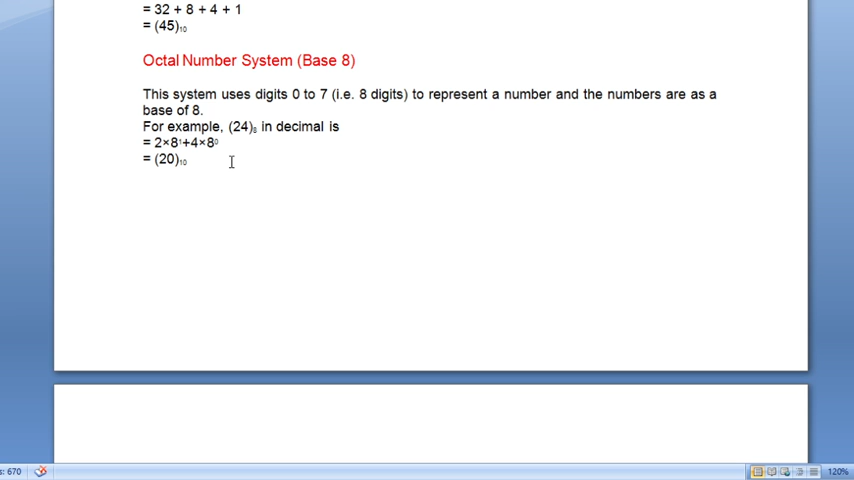 = 32 + 8 + 4 + 1
= (45)₁₀
Octal Number System (Base 8)
This system uses digits 0 to 7 (i.e. 8 digits) to represent a number and the numbers are as a
base of 8.
For example, (24)₈ in decimal is
= 2×8¹+4×8⁰
= (20)₁₀
s: 670
120%